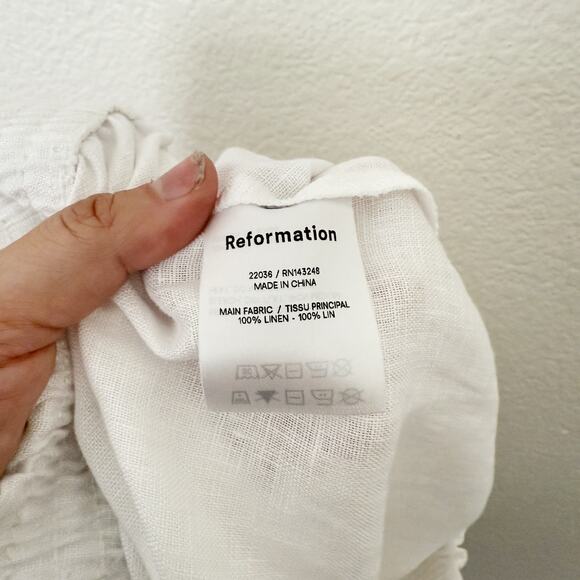 Reformation
22036 / RN143248
MADE IN CHINA
MAIN FABRIC / TISSU PRINCIPAL
100% LINEN - 100% LIN